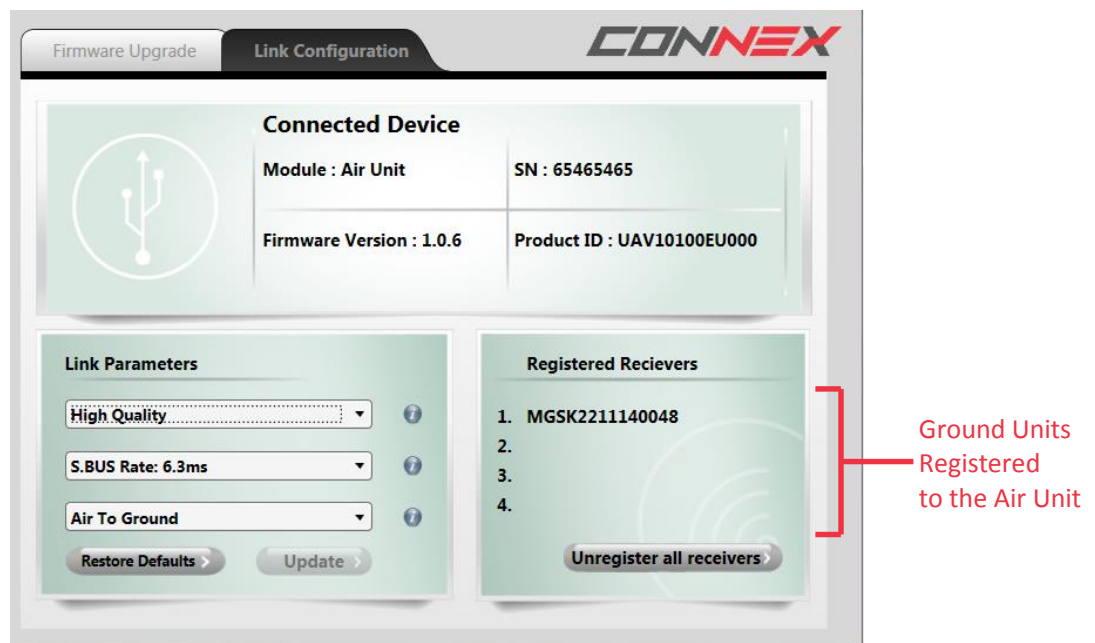 Firmware Upgrade
Link Configuration
CONNEX
Connected Device
Module : Air Unit
SN : 65465465
Firmware Version : 1.0.6
Product ID : UAV10100EU000
Link Parameters
High Quality
S.BUS Rate: 6.3ms
Air To Ground
Restore Defaults
Update
Registered Recievers
1. MGSK2211140048
2.
3.
4.
Unregister all receivers
Ground Units
Registered
to the Air Unit